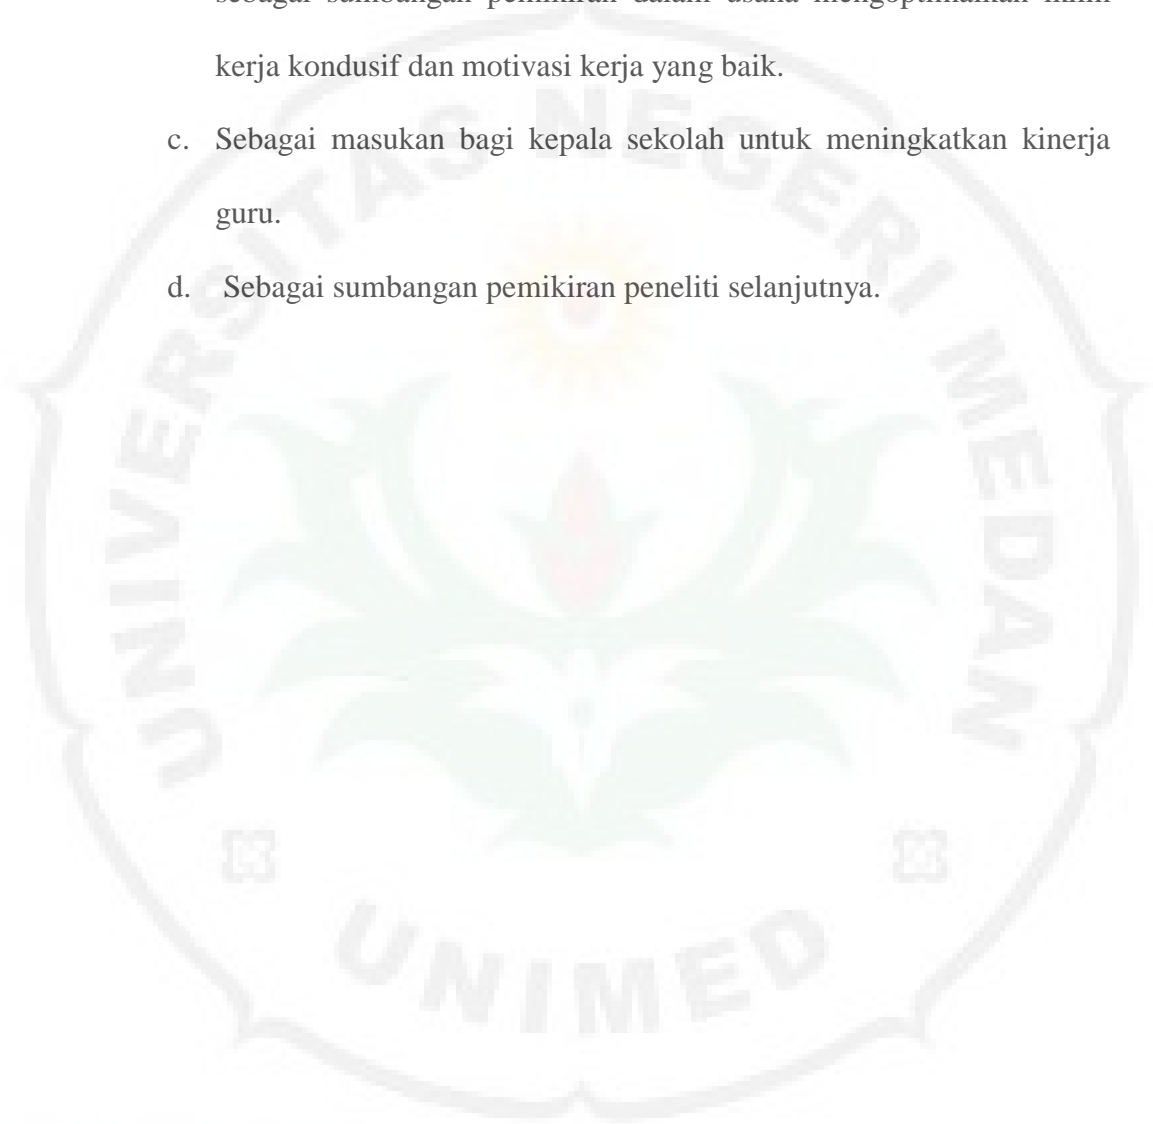 kerja kondusif dan motivasi kerja yang baik.
c. Sebagai masukan bagi kepala sekolah untuk meningkatkan kinerja
guru.
d. Sebagai sumbangan pemikiran peneliti selanjutnya.
UNIVERSITAS NEGERI MEDAN
UNIMED